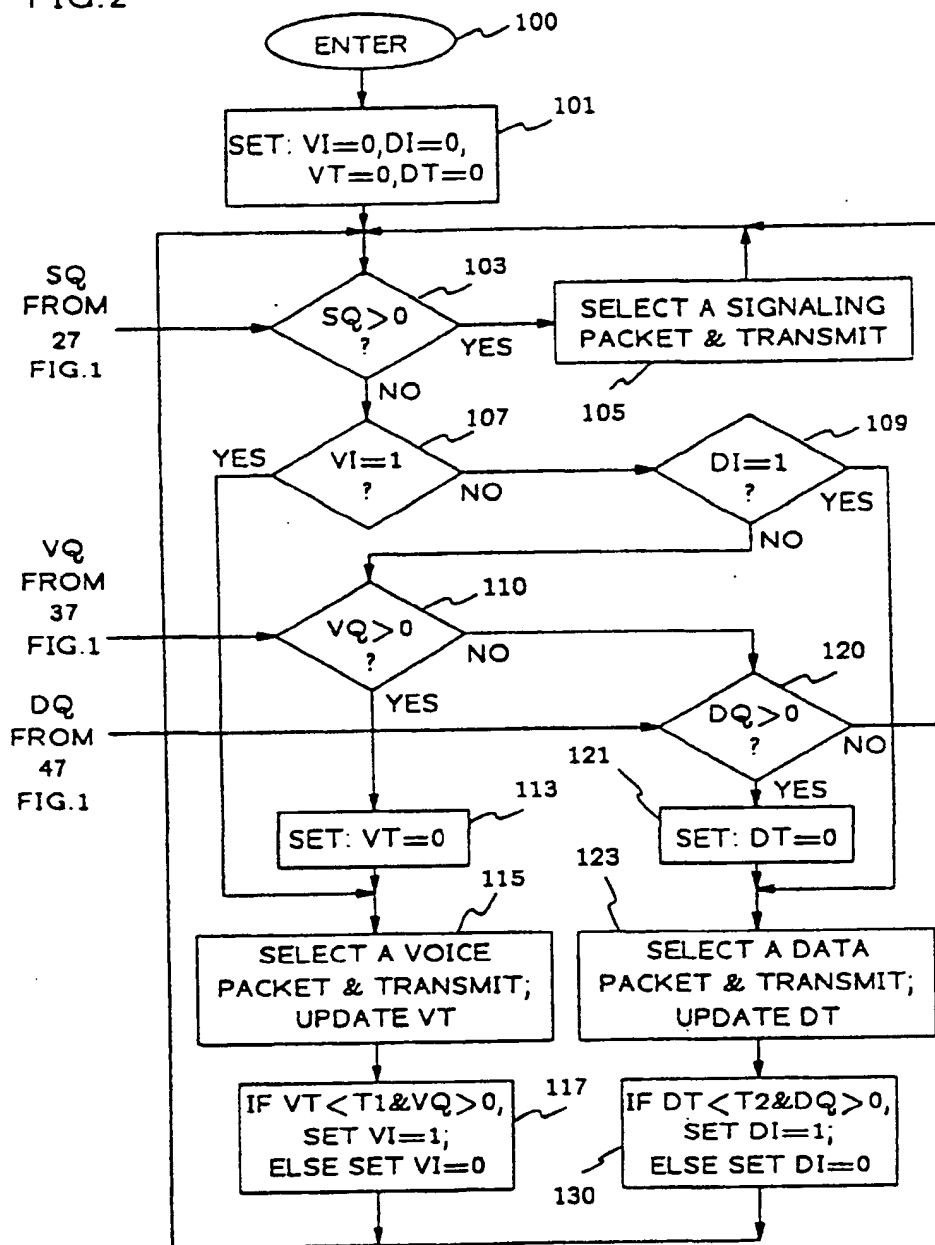 FIG.2
ENTER
100
101
SET: VI=0,DI=0,
VT=0,DT=0
SQ
FROM
27
FIG.1
103
SQ>0
?
YES
NO
SELECT A SIGNALING
PACKET & TRANSMIT
105
107
YES
VI=1
?
NO
109
DI=1
?
YES
NO
VQ
FROM
37
FIG.1
110
VQ>0
?
NO
YES
DQ
FROM
47
FIG.1
120
DQ>0
?
NO
YES
113
SET: VT=0
121
SET: DT=0
115
SELECT A VOICE
PACKET & TRANSMIT;
UPDATE VT
123
SELECT A DATA
PACKET & TRANSMIT;
UPDATE DT
IF VT<T1&VQ>0,
SET VI=1;
ELSE SET VI=0
117
IF DT<T2&DQ>0,
SET DI=1;
ELSE SET DI=0
130